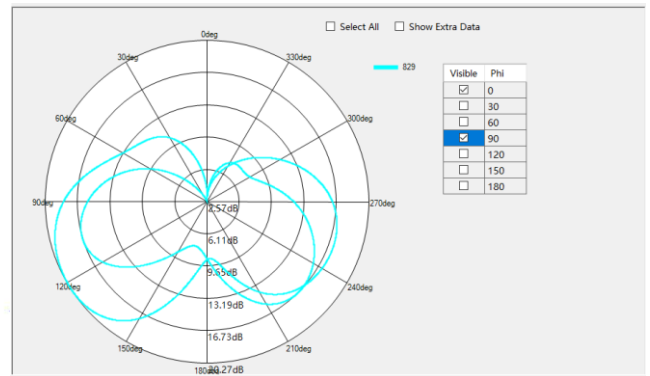 Select All Show Extra Data
0deg
30deg 330deg
829
Visible Phi
0
30
60
90
120
150
180
60deg 300deg
90deg 270deg
2.57dB
6.11dB
9.65dB
120deg 240deg
13.19dB
16.73dB
150deg 210deg
180deg 20.27dB